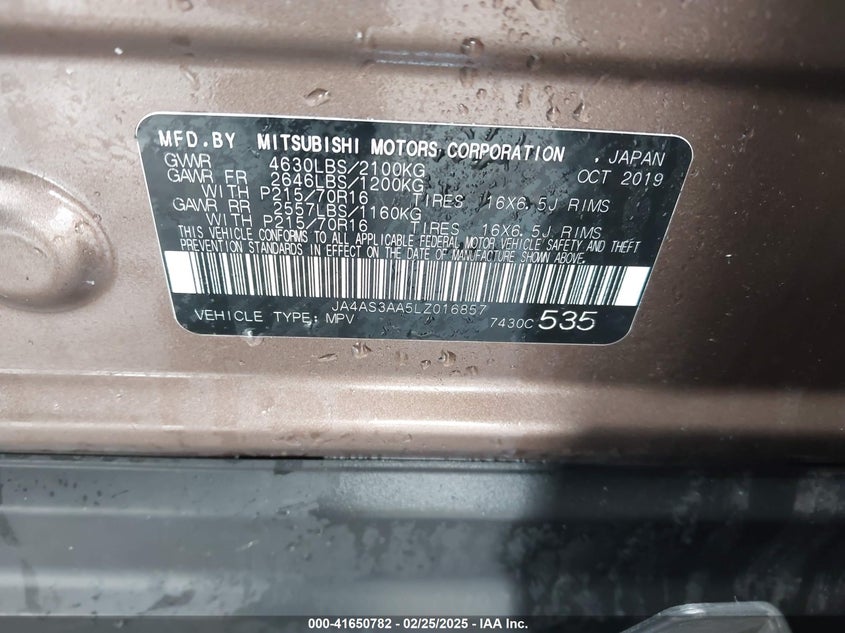 MFD.BY MITSUBISHI MOTORS CORPORATION , JAPAN
GWWR 4630LBS/2100KG OCT 2019
GAWR FR 2646LBS/1200KG
WITH P215/70R16 TIRES 16X6.5J RIMS
GAWR RR 2557LBS/1160KG
WITH P215/70R16 TIRES 16X6.5J RIMS
THIS VEHICLE CONFORMS TO ALL APPLICABLE FEDERAL MOTOR VEHICLE SAFETY AND THEFT
PREVENTION STANDARDS IN EFFECT ON THE DATE OF MANUFACTURE SHOWN ABOVE.
JA4AS3AA5LZ016857
VEHICLE TYPE: MPV 7430C 535
000-41650782 - 02/25/2025 - IAA Inc.